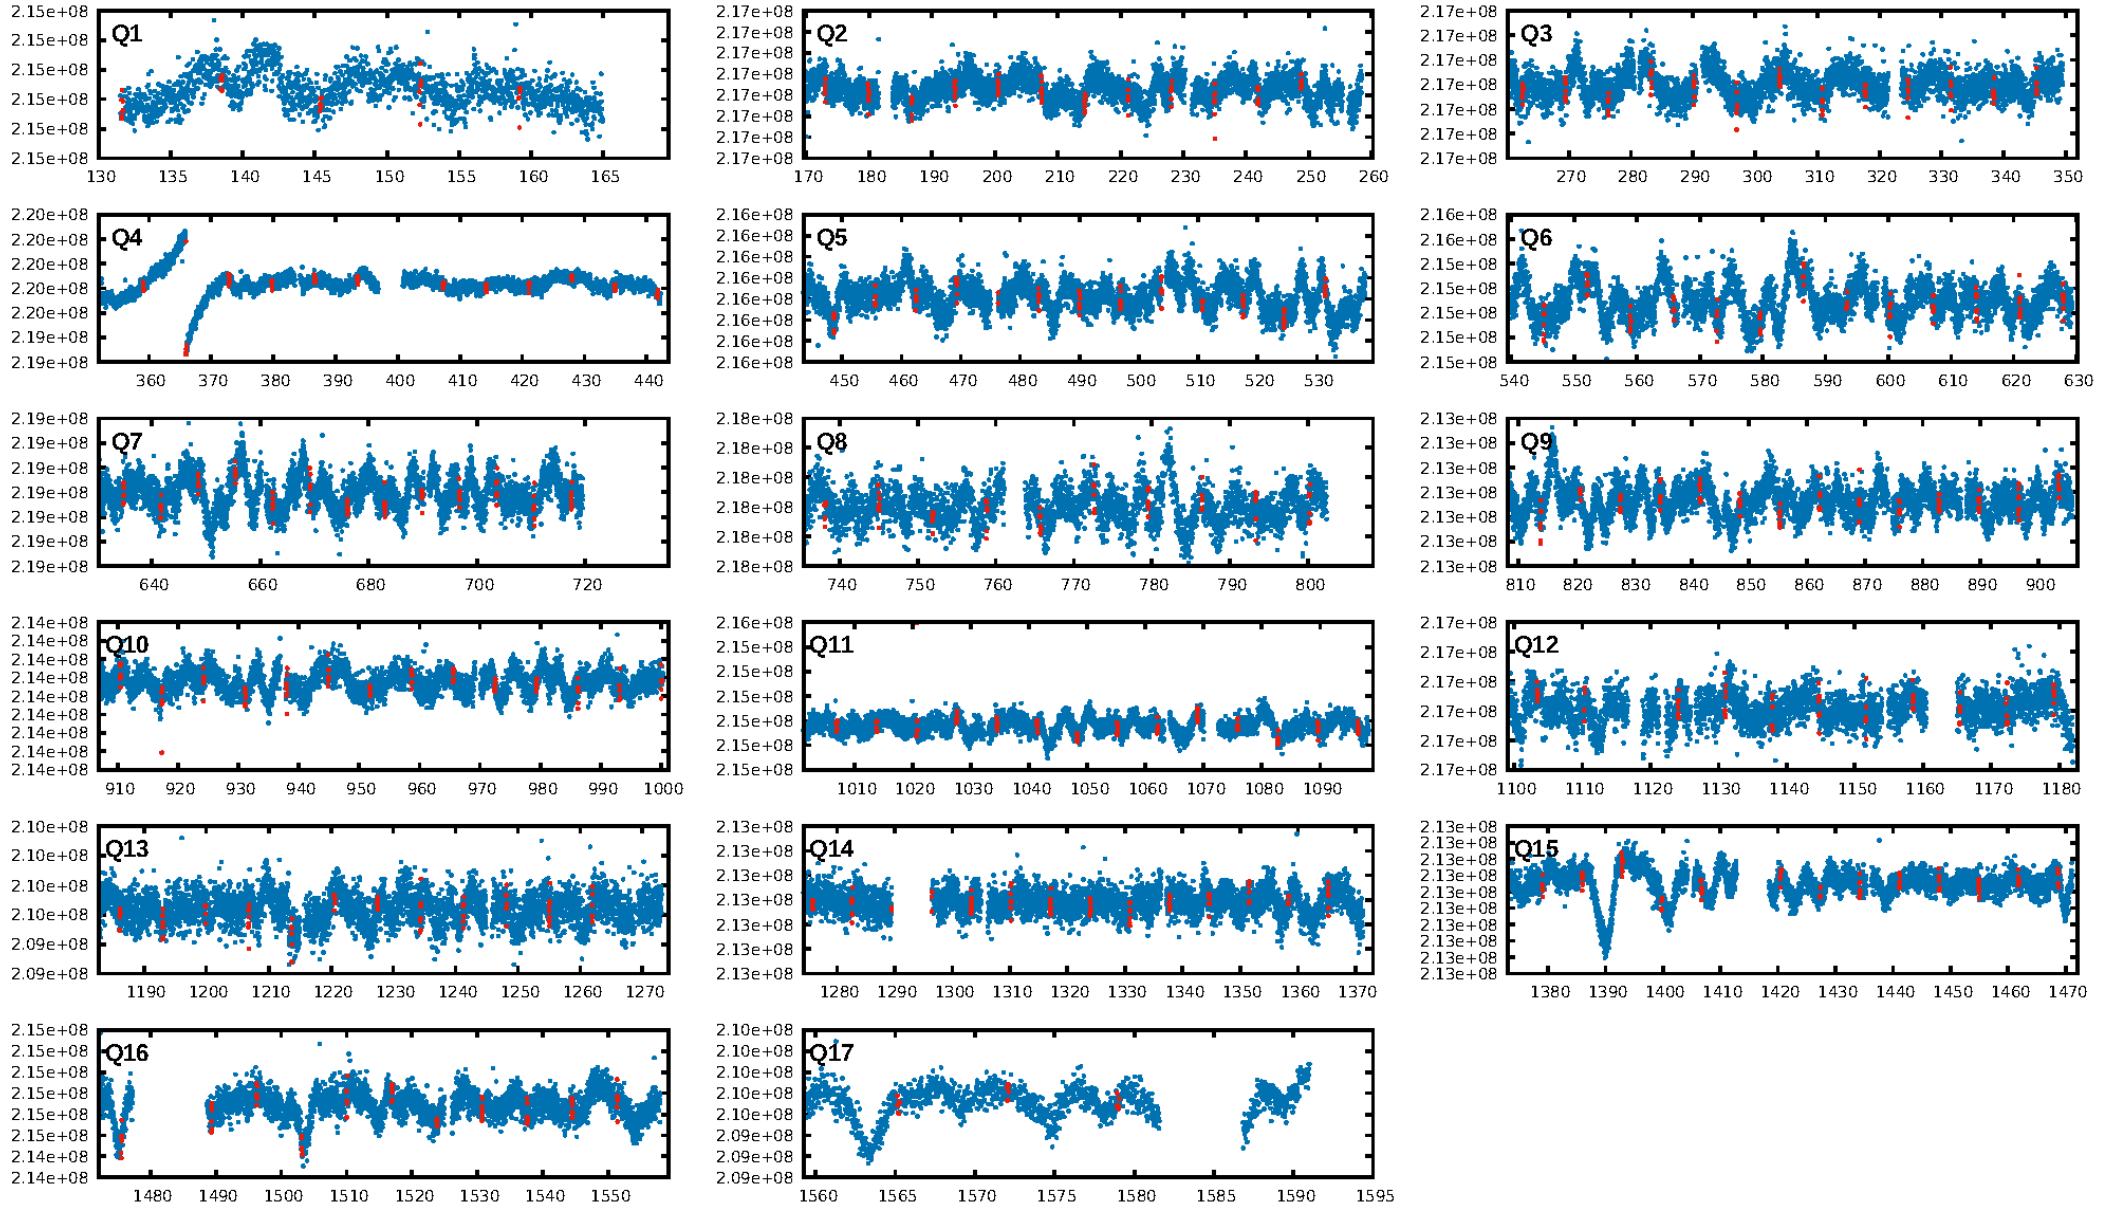 2.15e+08 2.15e+08 2.15e+08 2.15e+08 2.15e+08 2.15e+08
Q1
130 135 140 145 150 155 160 165
2.17e+08 2.17e+08 2.17e+08 2.17e+08 2.17e+08 2.17e+08 2.17e+08 2.17e+08
Q2
170 180 190 200 210 220 230 240 250 260
2.17e+08 2.17e+08 2.17e+08 2.17e+08 2.17e+08 2.17e+08 2.17e+08
Q3
270 280 290 300 310 320 330 340 350
2.20e+08 2.20e+08 2.20e+08 2.20e+08 2.20e+08 2.19e+08 2.19e+08
Q4
360 370 380 390 400 410 420 430 440
2.16e+08 2.16e+08 2.16e+08 2.16e+08 2.16e+08 2.16e+08 2.16e+08 2.16e+08
Q5
450 460 470 480 490 500 510 520 530
2.16e+08 2.16e+08 2.15e+08 2.15e+08 2.15e+08 2.15e+08 2.15e+08
Q6
540 550 560 570 580 590 600 610 620 630
2.19e+08 2.19e+08 2.19e+08 2.19e+08 2.19e+08 2.19e+08 2.19e+08
Q7
640 660 680 700 720
2.18e+08 2.18e+08 2.18e+08 2.18e+08 2.18e+08 2.18e+08
Q8
740 750 760 770 780 790 800
2.13e+08 2.13e+08 2.13e+08 2.13e+08 2.13e+08 2.13e+08 2.13e+08
Q9
810 820 830 840 850 860 870 880 890 900
2.14e+08 2.14e+08 2.14e+08 2.14e+08 2.14e+08 2.14e+08 2.14e+08 2.14e+08 2.14e+08
Q10
910 920 930 940 950 960 970 980 990 1000
2.16e+08 2.15e+08 2.15e+08 2.15e+08 2.15e+08 2.15e+08 2.15e+08
Q11
1010 1020 1030 1040 1050 1060 1070 1080 1090
2.17e+08 2.17e+08 2.17e+08 2.17e+08 2.17e+08 2.17e+08
Q12
1100 1110 1120 1130 1140 1150 1160 1170 1180
2.10e+08 2.10e+08 2.10e+08 2.10e+08 2.09e+08 2.09e+08
Q13
1190 1200 1210 1220 1230 1240 1250 1260 1270
2.13e+08 2.13e+08 2.13e+08 2.13e+08 2.13e+08 2.13e+08 2.13e+08
Q14
1280 1290 1300 1310 1320 1330 1340 1350 1360 1370
2.13e+08 2.13e+08 2.13e+08 2.13e+08 2.13e+08 2.13e+08 2.13e+08 2.13e+08 2.13e+08 2.13e+08
Q15
1380 1390 1400 1410 1420 1430 1440 1450 1460 1470
2.15e+08 2.15e+08 2.15e+08 2.15e+08 2.15e+08 2.15e+08 2.14e+08 2.14e+08
Q16
1480 1490 1500 1510 1520 1530 1540 1550
2.10e+08 2.10e+08 2.10e+08 2.10e+08 2.10e+08 2.09e+08 2.09e+08 2.09e+08
Q17
1560 1565 1570 1575 1580 1585 1590 1595